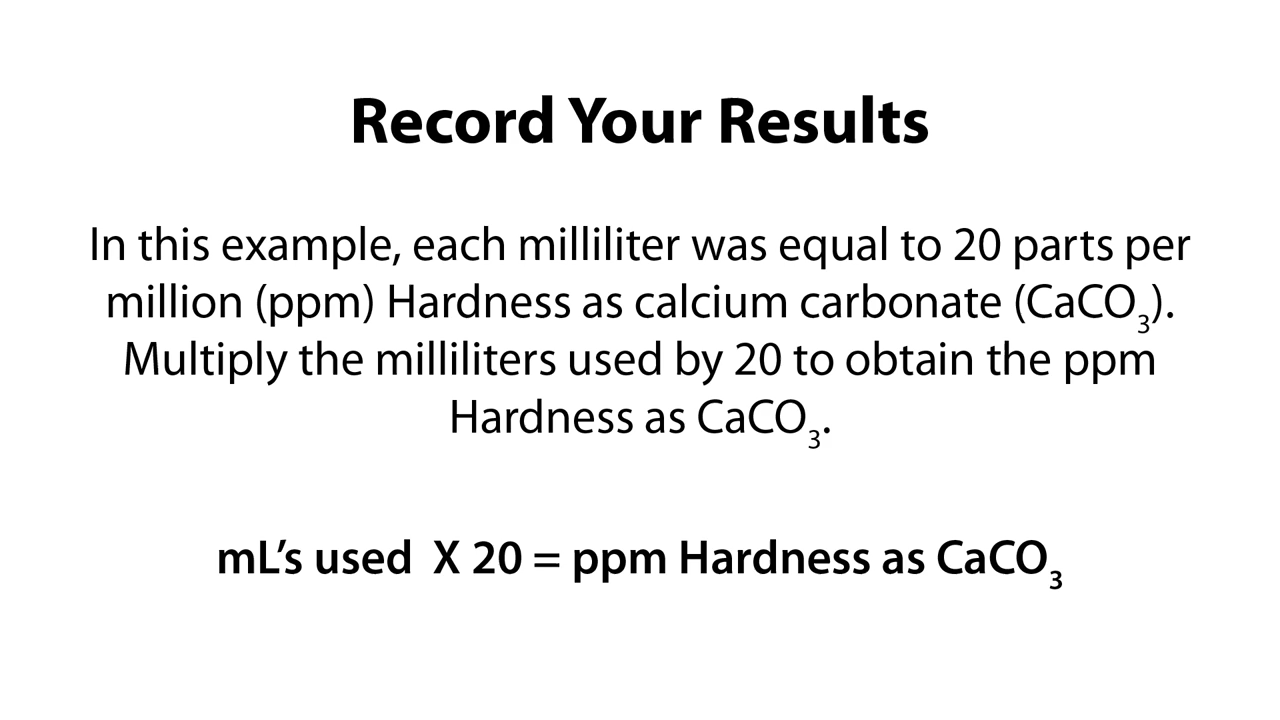 Record Your Results
In this example, each milliliter was equal to 20 parts per
million (ppm) Hardness as calcium carbonate (CaCO₃).
Multiply the milliliters used by 20 to obtain the ppm
Hardness as CaCO₃.
mL’s used  X 20 = ppm Hardness as CaCO₃